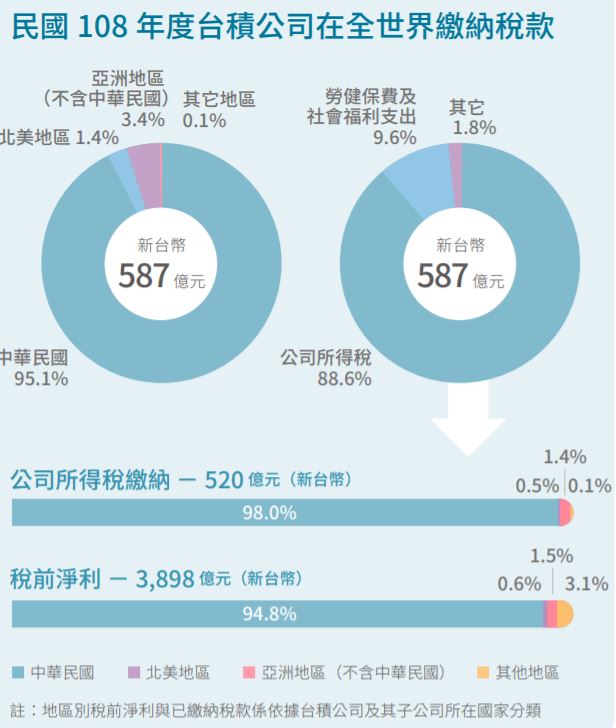 民國 108 年度台積公司在全世界繳納稅款
亞洲地區
（不含中華民國）
3.4%
其它地區
0.1%
北美地區 1.4%
新台幣
587 億元
中華民國
95.1%
勞健保費及
社會福利支出
9.6%
其它
1.8%
新台幣
587 億元
公司所得稅
88.6%
公司所得稅繳納 － 520 億元（新台幣）
1.4%
0.5%
0.1%
98.0%
稅前淨利 － 3,898 億元（新台幣）
1.5%
0.6%
3.1%
94.8%
中華民國
北美地區
亞洲地區（不含中華民國）
其他地區
註：地區別稅前淨利與已繳納稅款係依據台積公司及其子公司所在國家分類